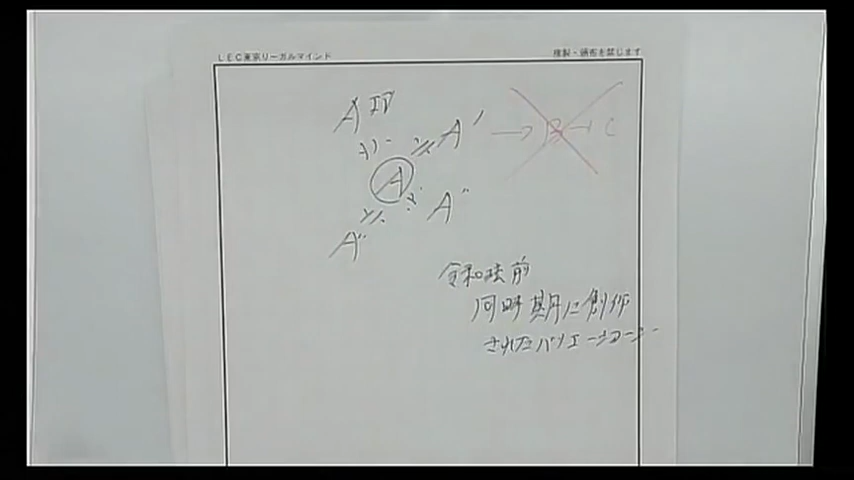 LEC東京リーガルマインド
複製・頒布を禁じます
A'''
≒ A' → B → C
A
A''
A''
令和改正前
同時期に創作
されたバリエーション